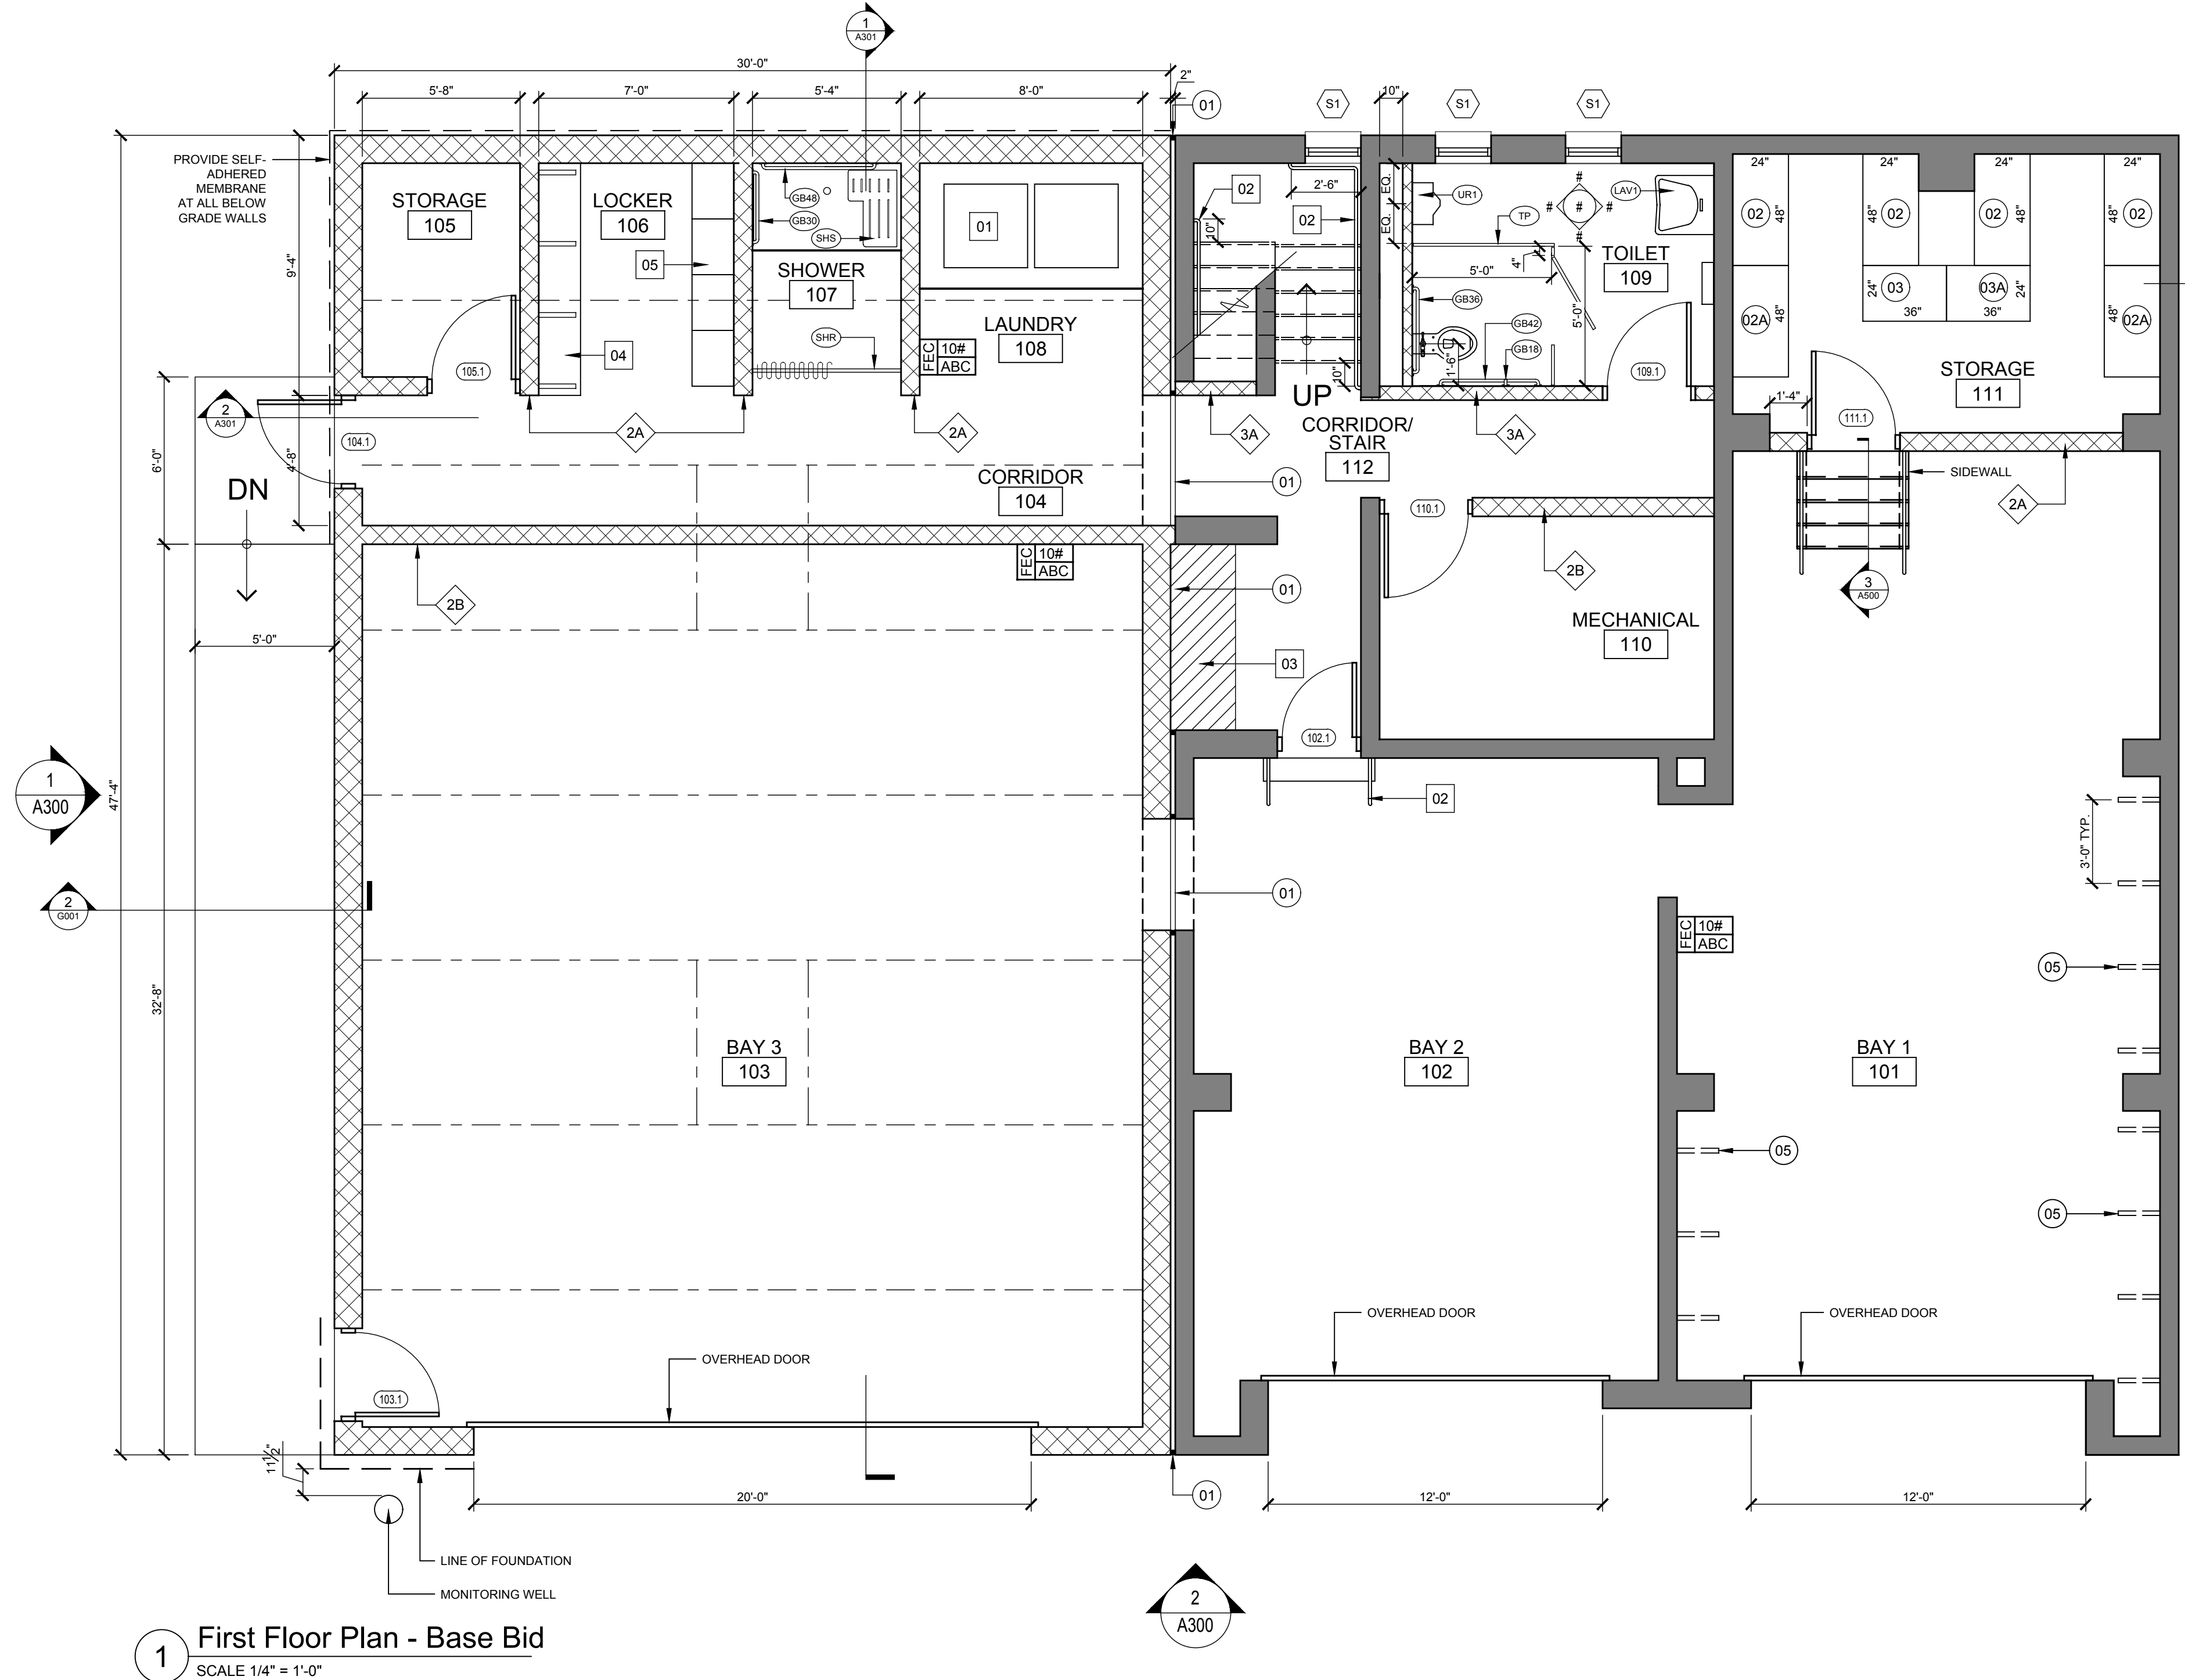 1
A301
30'-0"
2"
5'-8"
7'-0"
5'-4"
8'-0"
01
10"
S1
S1
S1
PROVIDE SELF-
ADHERED
MEMBRANE
AT ALL BELOW
GRADE WALLS
STORAGE
105
LOCKER
106
GB48
GB30
SHS
01
05
SHOWER
107
SHR
04
FEC
10#
ABC
LAUNDRY
108
02
2'-6"
02
10"
10"
UP
EQ.
EQ.
UR1
#
#
#
#
#
LAV1
TP
4"
5'-0"
TOILET
109
GB36
5'-0"
GB42
GB18
1'-6"
109.1
24"
24"
24"
24"
02
48"
48"
02
02
48"
48"
02
24"
03
36"
03A
24"
36"
02A
48"
48"
02A
STORAGE
111
1'-4"
111.1
9'-4"
105.1
2
A301
104.1
6'-0"
4'-8"
DN
2A
2A
3A
CORRIDOR/
STAIR
112
3A
CORRIDOR
104
01
110.1
SIDEWALL
2A
FEC
10#
ABC
2B
01
2B
3
A500
5'-0"
03
MECHANICAL
110
102.1
02
1
A300
47'-4"
3'-0" TYP.
2
G001
01
FEC
10#
ABC
05
32'-8"
BAY 3
103
BAY 2
102
BAY 1
101
05
05
OVERHEAD DOOR
OVERHEAD DOOR
OVERHEAD DOOR
103.1
11 1/2"
20'-0"
01
12'-0"
12'-0"
LINE OF FOUNDATION
MONITORING WELL
2
A300
1
First Floor Plan - Base Bid
SCALE 1/4" = 1'-0"